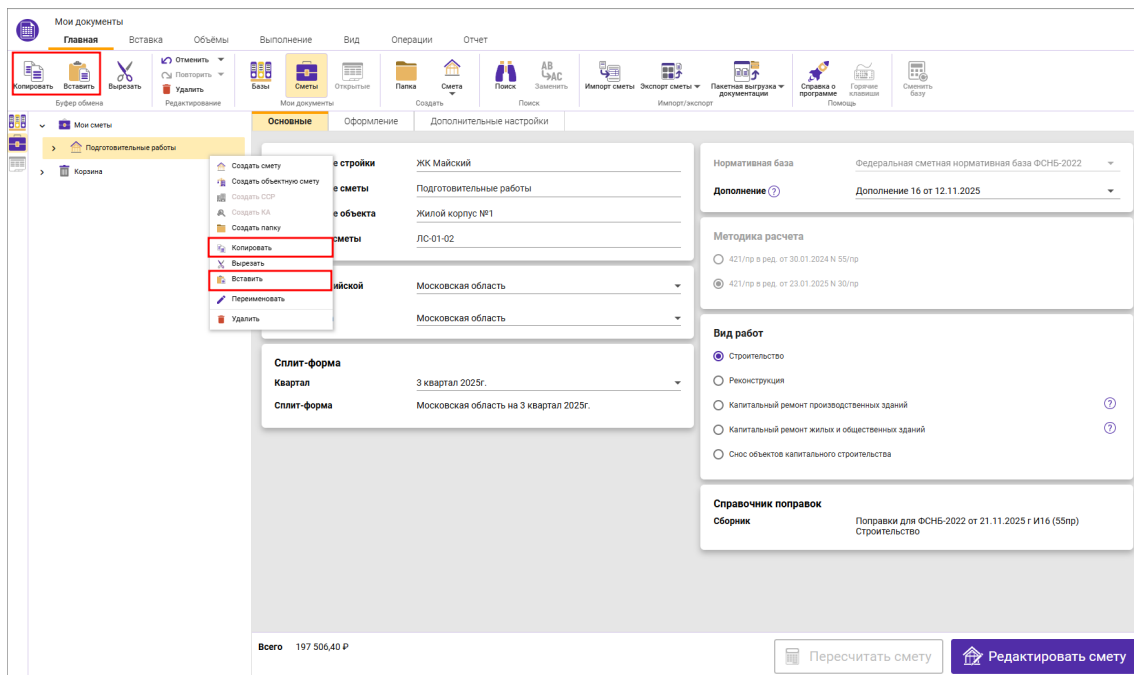 Мои документы
Главная Вставка Объёмы Выполнение Вид Операции Отчет
Копировать Вставить Вырезать
Отменить
Повторить
Удалить
Базы Сметы Открытые Папка Смета Поиск
AB
AC
Заменить Импорт сметы Экспорт сметы Пакетная выгрузка документации Справка о программе Горячие клавиши Сменить базу
Буфер обмена Редактирование Мои документы Создать Поиск Импорт/экспорт Помощь
Мои сметы
Подготовительные работы
Корзина
Создать смету
Создать объектную смету
Создать ССР
Создать КА
Создать папку
Копировать
Вырезать
Вставить
Переименовать
Удалить
Основные Оформление Дополнительные настройки
е стройки ЖК Майский
е сметы Подготовительные работы
е объекта Жилой корпус №1
сметы ЛС-01-02
ийской Московская область
Московская область
Сплит-форма
Квартал 3 квартал 2025г.
Сплит-форма Московская область на 3 квартал 2025г.
Нормативная база Федеральная сметная нормативная база ФСНБ-2022
Дополнение ? Дополнение 16 от 12.11.2025
Методика расчета
421/пр в ред. от 30.01.2024 N 55/пр
421/пр в ред. от 23.01.2025 N 30/пр
Вид работ
Строительство
Реконструкция
Капитальный ремонт производственных зданий ?
Капитальный ремонт жилых и общественных зданий ?
Снос объектов капитального строительства
Справочник поправок
Сборник Поправки для ФСНБ-2022 от 21.11.2025 г И16 (55пр)
Строительство
Всего 197 506,40 ₽
Пересчитать смету Редактировать смету